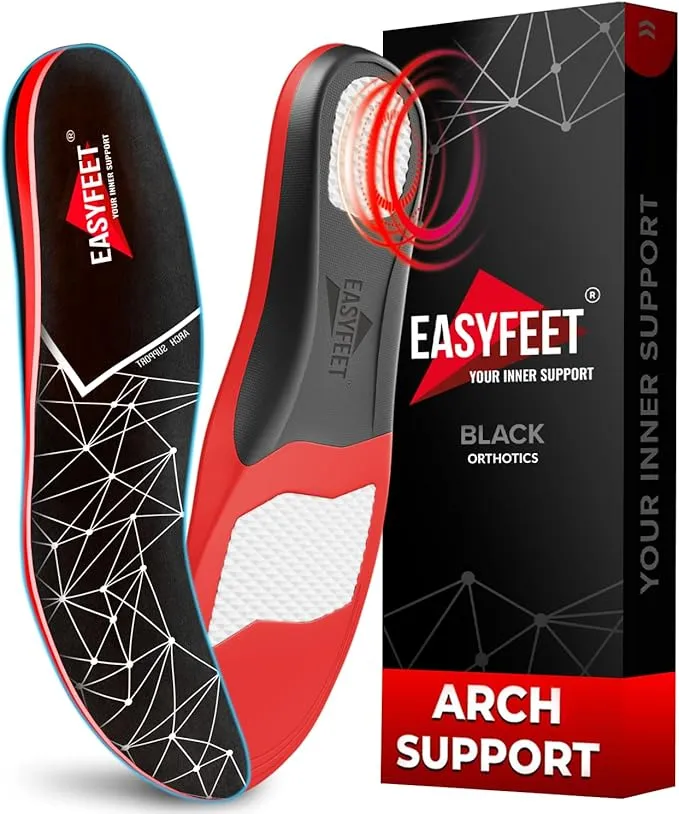 EASYFEET®
YOUR INNER SUPPORT
ARCH SUPPORT
EASYFEET
EASYFEET®
YOUR INNER SUPPORT
BLACK
ORTHOTICS
ARCH
SUPPORT
YOUR INNER SUPPORT